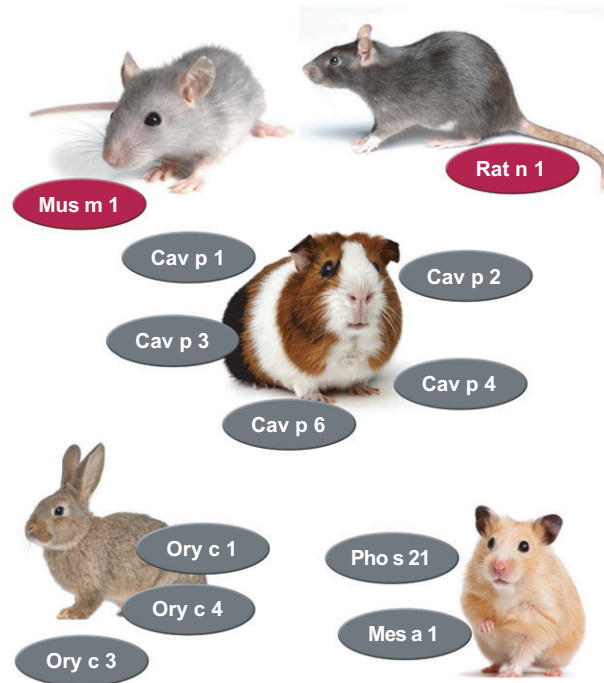 Rat n 1
Mus m 1
Cav p 1
Cav p 2
Cav p 3
Cav p 4
Cav p 6
Ory c 1
Pho s 21
Ory c 4
Mes a 1
Ory c 3